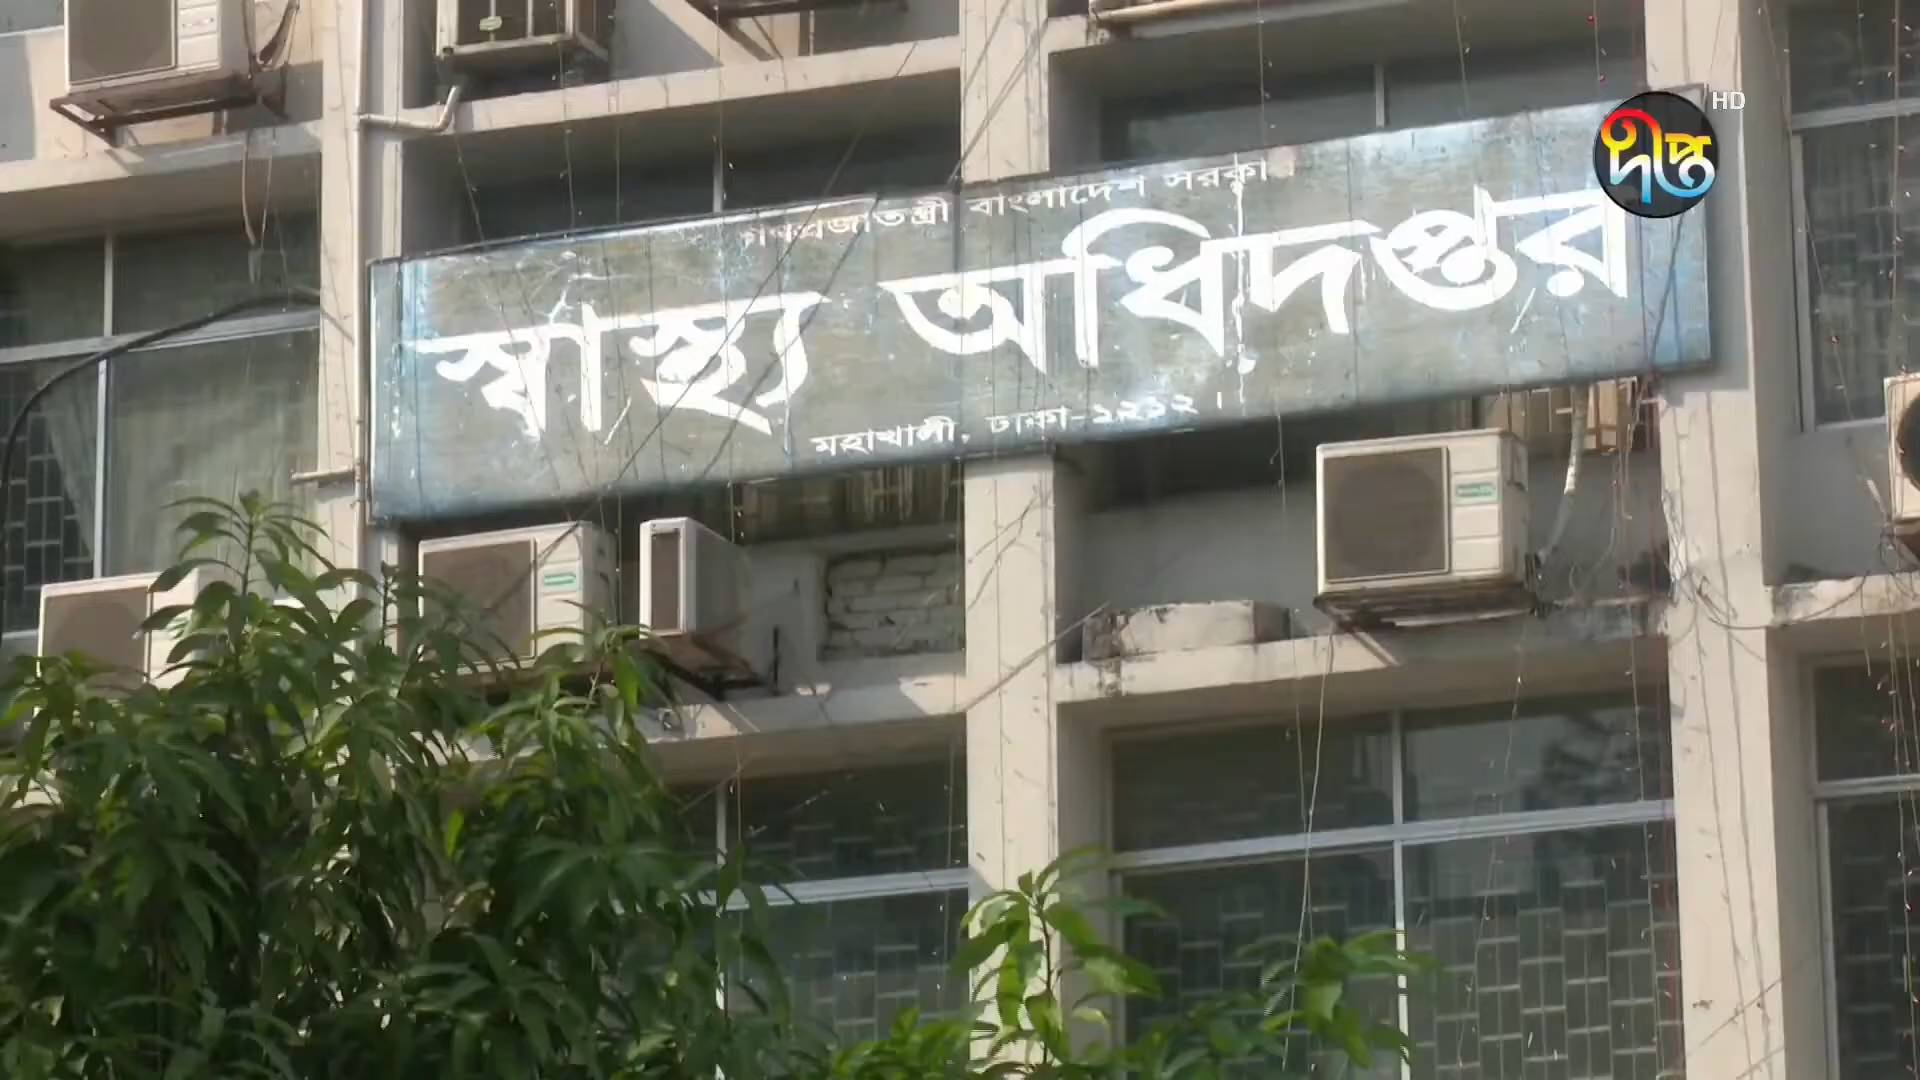 গণপ্রজাতন্ত্রী বাংলাদেশ সরকার
স্বাস্থ্য অধিদপ্তর
মহাখালী, ঢাকা-১২১২।
দীপ্ত
HD